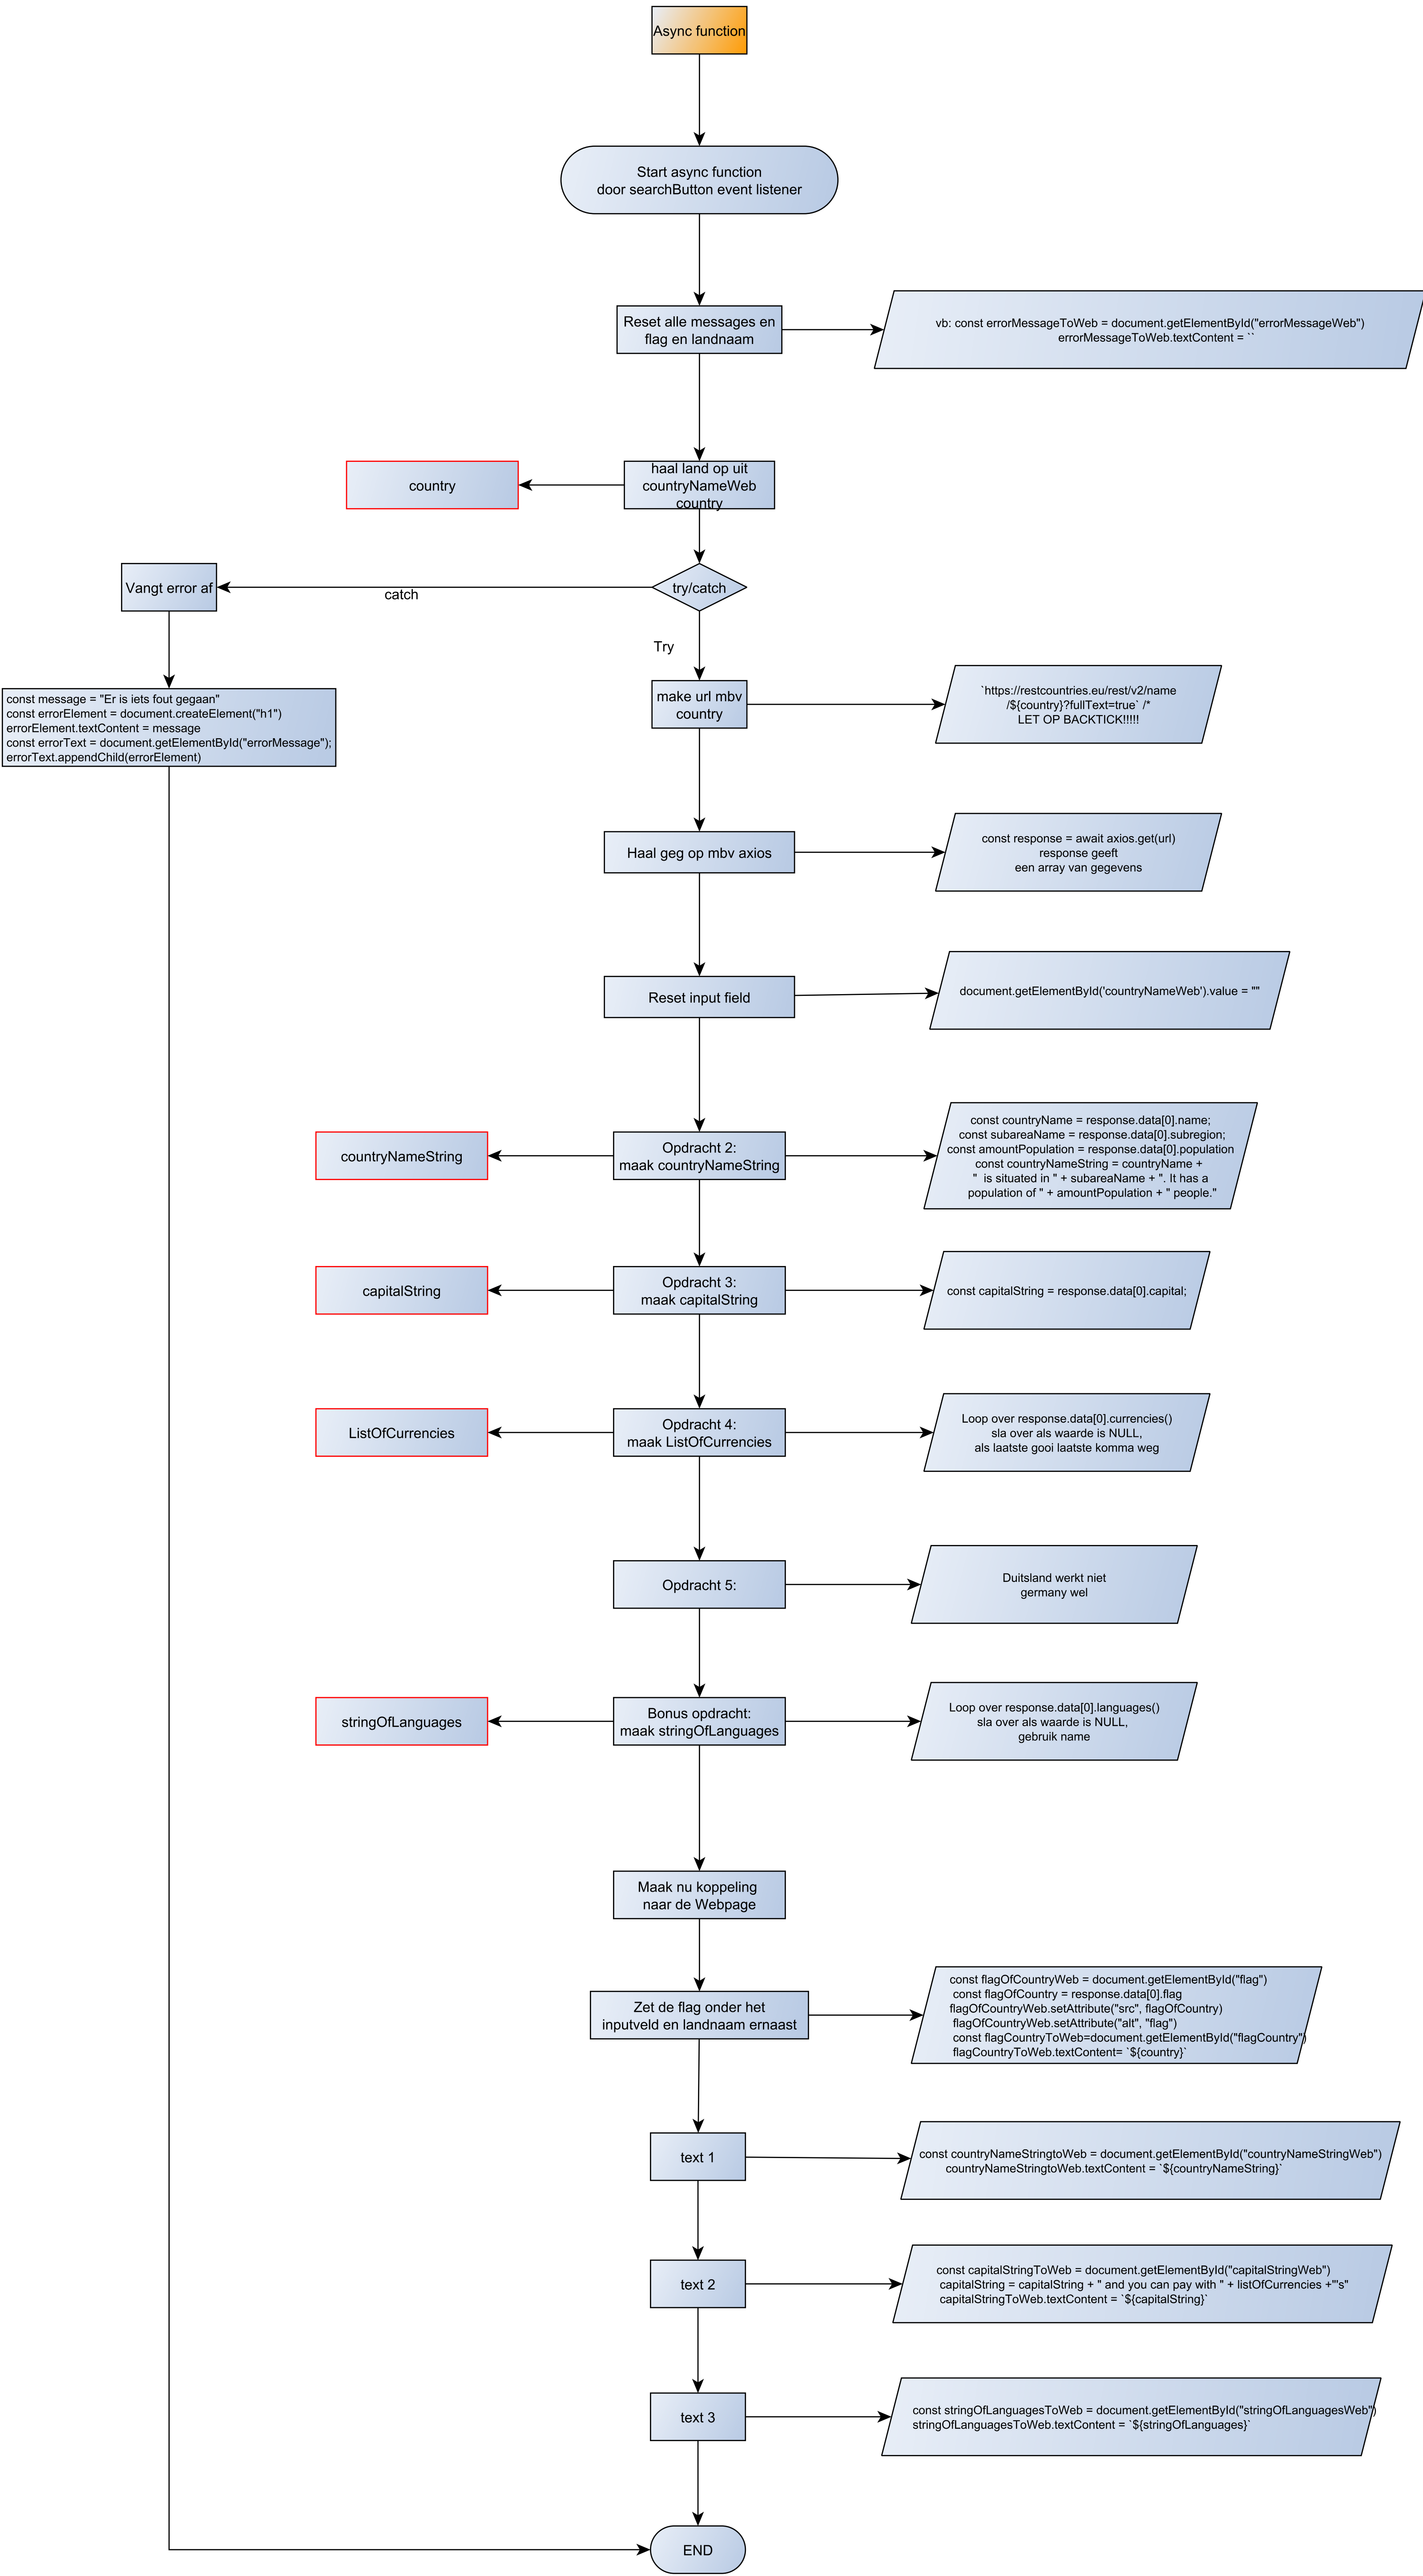 Async function
Start async function
door searchButton event listener
Reset alle messages en
flag en landnaam
vb: const errorMessageToWeb = document.getElementById("errorMessageWeb")
errorMessageToWeb.textContent = ``
country
haal land op uit
countryNameWeb
country
Vangt error af
catch
try/catch
Try
const message = "Er is iets fout gegaan"
const errorElement = document.createElement("h1")
errorElement.textContent = message
const errorText = document.getElementById("errorMessage");
errorText.appendChild(errorElement)
make url mbv
country
`https://restcountries.eu/rest/v2/name
/${country}?fullText=true` /*
LET OP BACKTICK!!!!!
Haal geg op mbv axios
const response = await axios.get(url)
response geeft
een array van gegevens
Reset input field
document.getElementById('countryNameWeb').value = ""
countryNameString
Opdracht 2:
maak countryNameString
const countryName = response.data[0].name;
const subareaName = response.data[0].subregion;
const amountPopulation = response.data[0].population
const countryNameString = countryName +
"  is situated in " + subareaName + ". It has a
population of " + amountPopulation + " people."
capitalString
Opdracht 3:
maak capitalString
const capitalString = response.data[0].capital;
ListOfCurrencies
Opdracht 4:
maak ListOfCurrencies
Loop over response.data[0].currencies()
sla over als waarde is NULL,
als laatste gooi laatste komma weg
Opdracht 5:
Duitsland werkt niet
germany wel
stringOfLanguages
Bonus opdracht:
maak stringOfLanguages
Loop over response.data[0].languages()
sla over als waarde is NULL,
gebruik name
Maak nu koppeling
naar de Webpage
Zet de flag onder het
inputveld en landnaam ernaast
const flagOfCountryWeb = document.getElementById("flag")
const flagOfCountry = response.data[0].flag
flagOfCountryWeb.setAttribute("src", flagOfCountry)
flagOfCountryWeb.setAttribute("alt", "flag")
const flagCountryToWeb=document.getElementById("flagCountry")
flagCountryToWeb.textContent= `${country}`
text 1
const countryNameStringtoWeb = document.getElementById("countryNameStringWeb")
countryNameStringtoWeb.textContent = `${countryNameString}`
text 2
const capitalStringToWeb = document.getElementById("capitalStringWeb")
capitalString = capitalString + " and you can pay with " + listOfCurrencies +"'s"
capitalStringToWeb.textContent = `${capitalString}`
text 3
const stringOfLanguagesToWeb = document.getElementById("stringOfLanguagesWeb")
stringOfLanguagesToWeb.textContent = `${stringOfLanguages}`
END